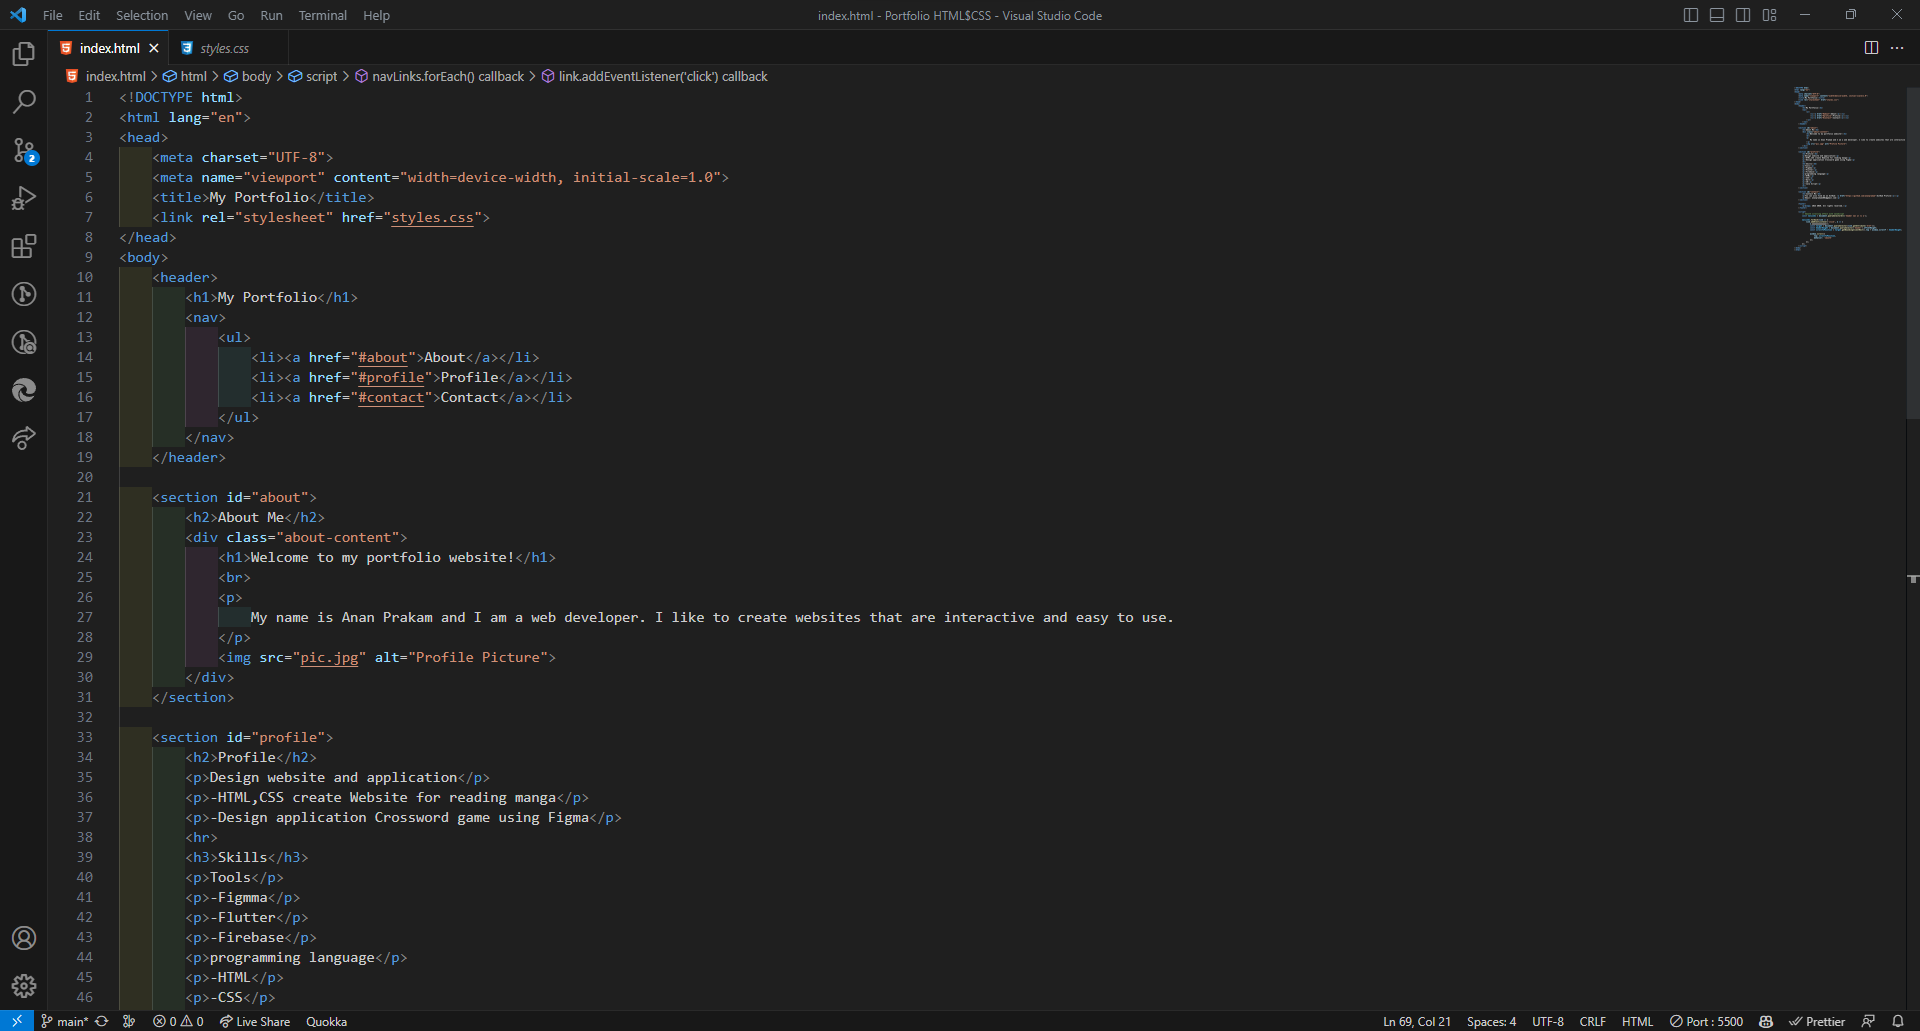 File Edit Selection View Go Run Terminal Help
index.html - Portfolio HTML$CSS - Visual Studio Code
index.html
styles.css
index.html > html > body > script > navLinks.forEach() callback > link.addEventListener('click') callback
1 <!DOCTYPE html>
2 <html lang="en">
3 <head>
4 <meta charset="UTF-8">
5 <meta name="viewport" content="width=device-width, initial-scale=1.0">
6 <title>My Portfolio</title>
7 <link rel="stylesheet" href="styles.css">
8 </head>
9 <body>
10 <header>
11 <h1>My Portfolio</h1>
12 <nav>
13 <ul>
14 <li><a href="#about">About</a></li>
15 <li><a href="#profile">Profile</a></li>
16 <li><a href="#contact">Contact</a></li>
17 </ul>
18 </nav>
19 </header>
20
21 <section id="about">
22 <h2>About Me</h2>
23 <div class="about-content">
24 <h1>Welcome to my portfolio website!</h1>
25 <br>
26 <p>
27 My name is Anan Prakam and I am a web developer. I like to create websites that are interactive and easy to use.
28 </p>
29 <img src="pic.jpg" alt="Profile Picture">
30 </div>
31 </section>
32
33 <section id="profile">
34 <h2>Profile</h2>
35 <p>Design website and application</p>
36 <p>-HTML,CSS create Website for reading manga</p>
37 <p>-Design application Crossword game using Figma</p>
38 <hr>
39 <h3>Skills</h3>
40 <p>Tools</p>
41 <p>-Figmma</p>
42 <p>-Flutter</p>
43 <p>-Firebase</p>
44 <p>programming language</p>
45 <p>-HTML</p>
46 <p>-CSS</p>
2
main* 0 0 Live Share Quokka
Ln 69, Col 21 Spaces: 4 UTF-8 CRLF HTML Port : 5500 Prettier